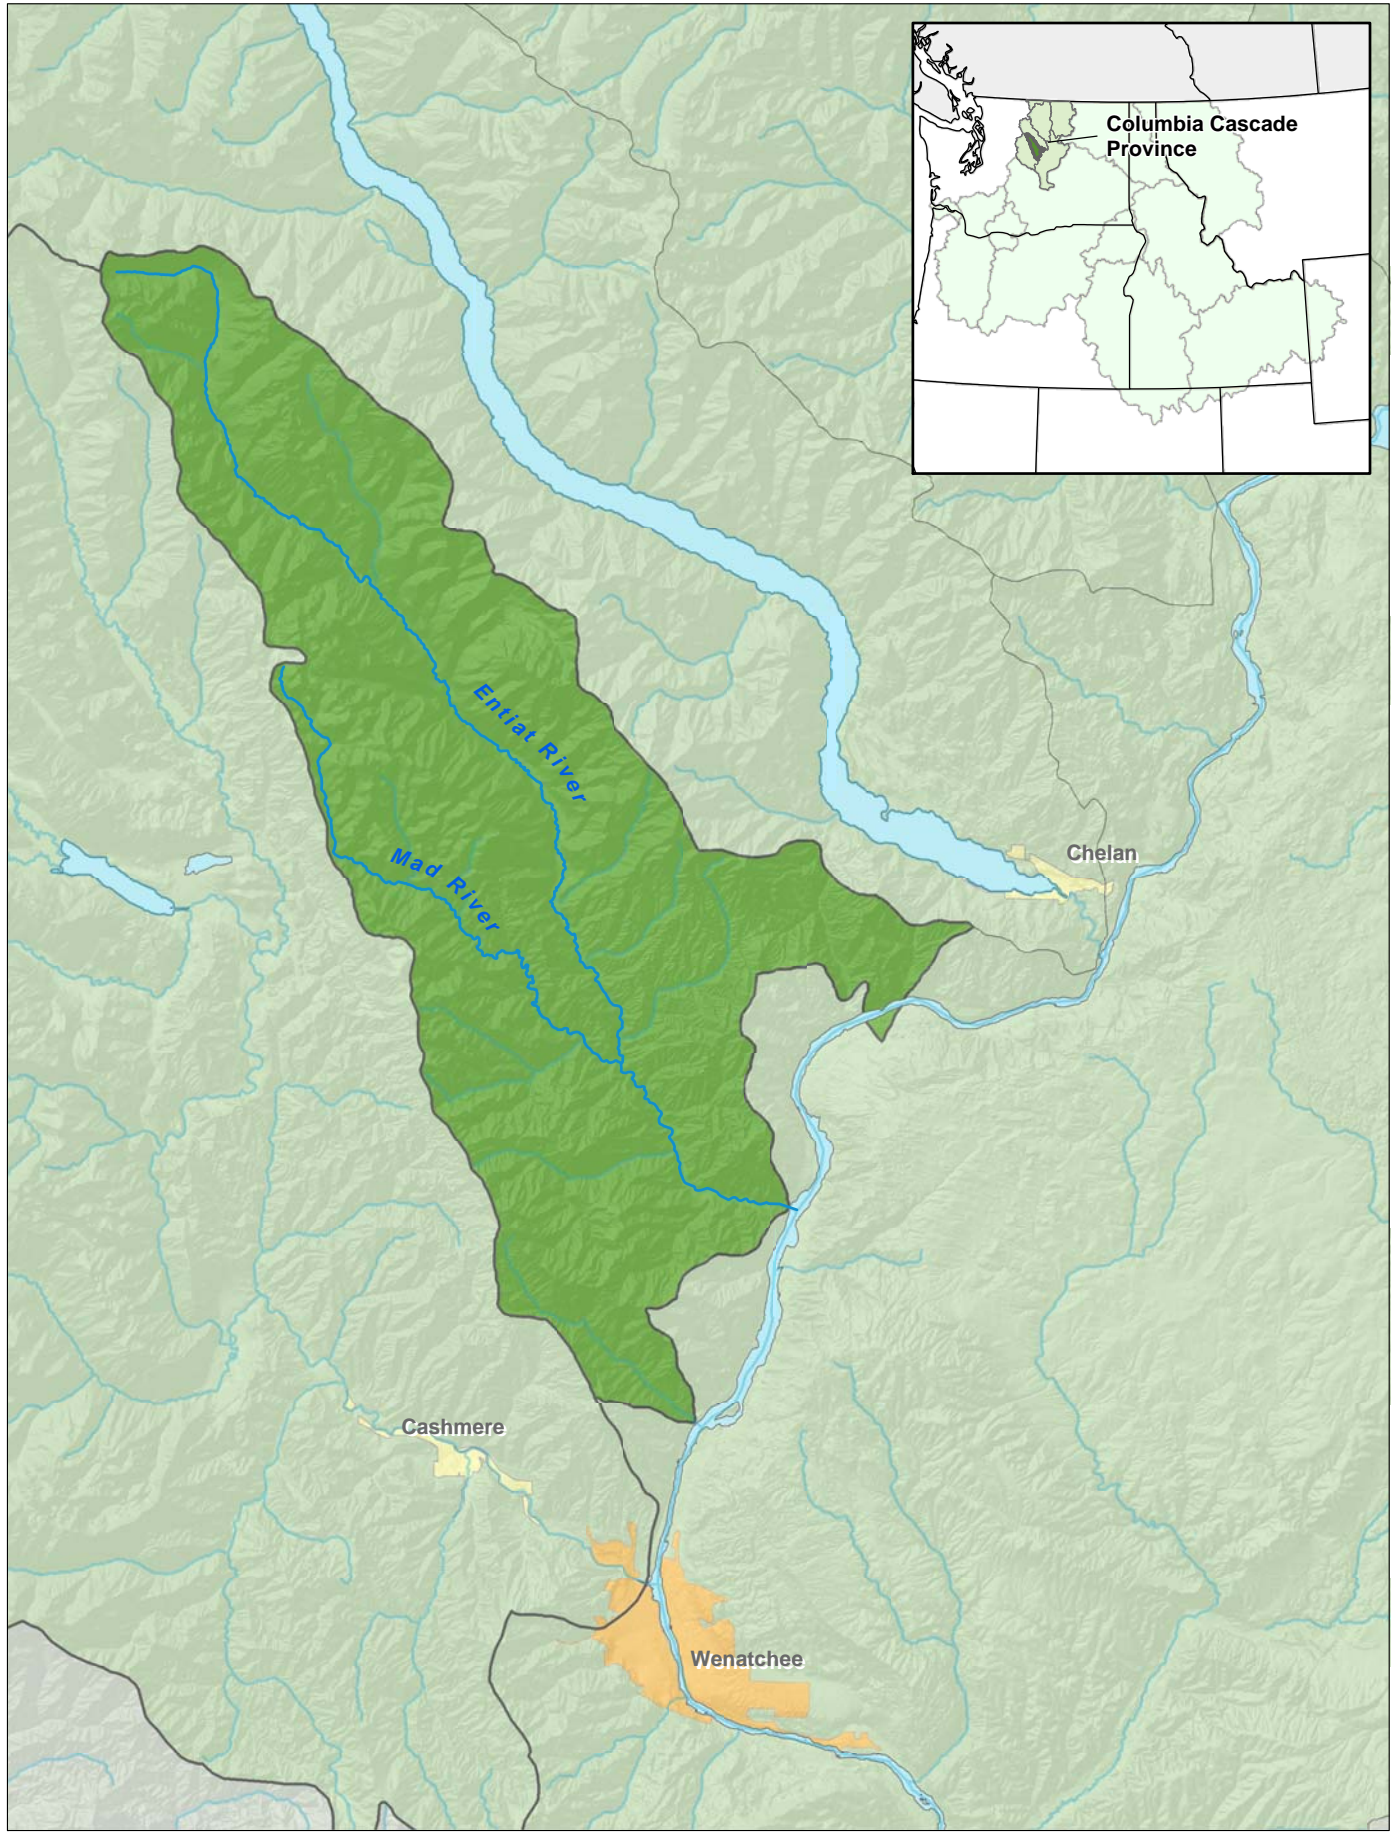 Columbia Cascade
Province
Entiat River
Mad River
Chelan
Cashmere
Wenatchee